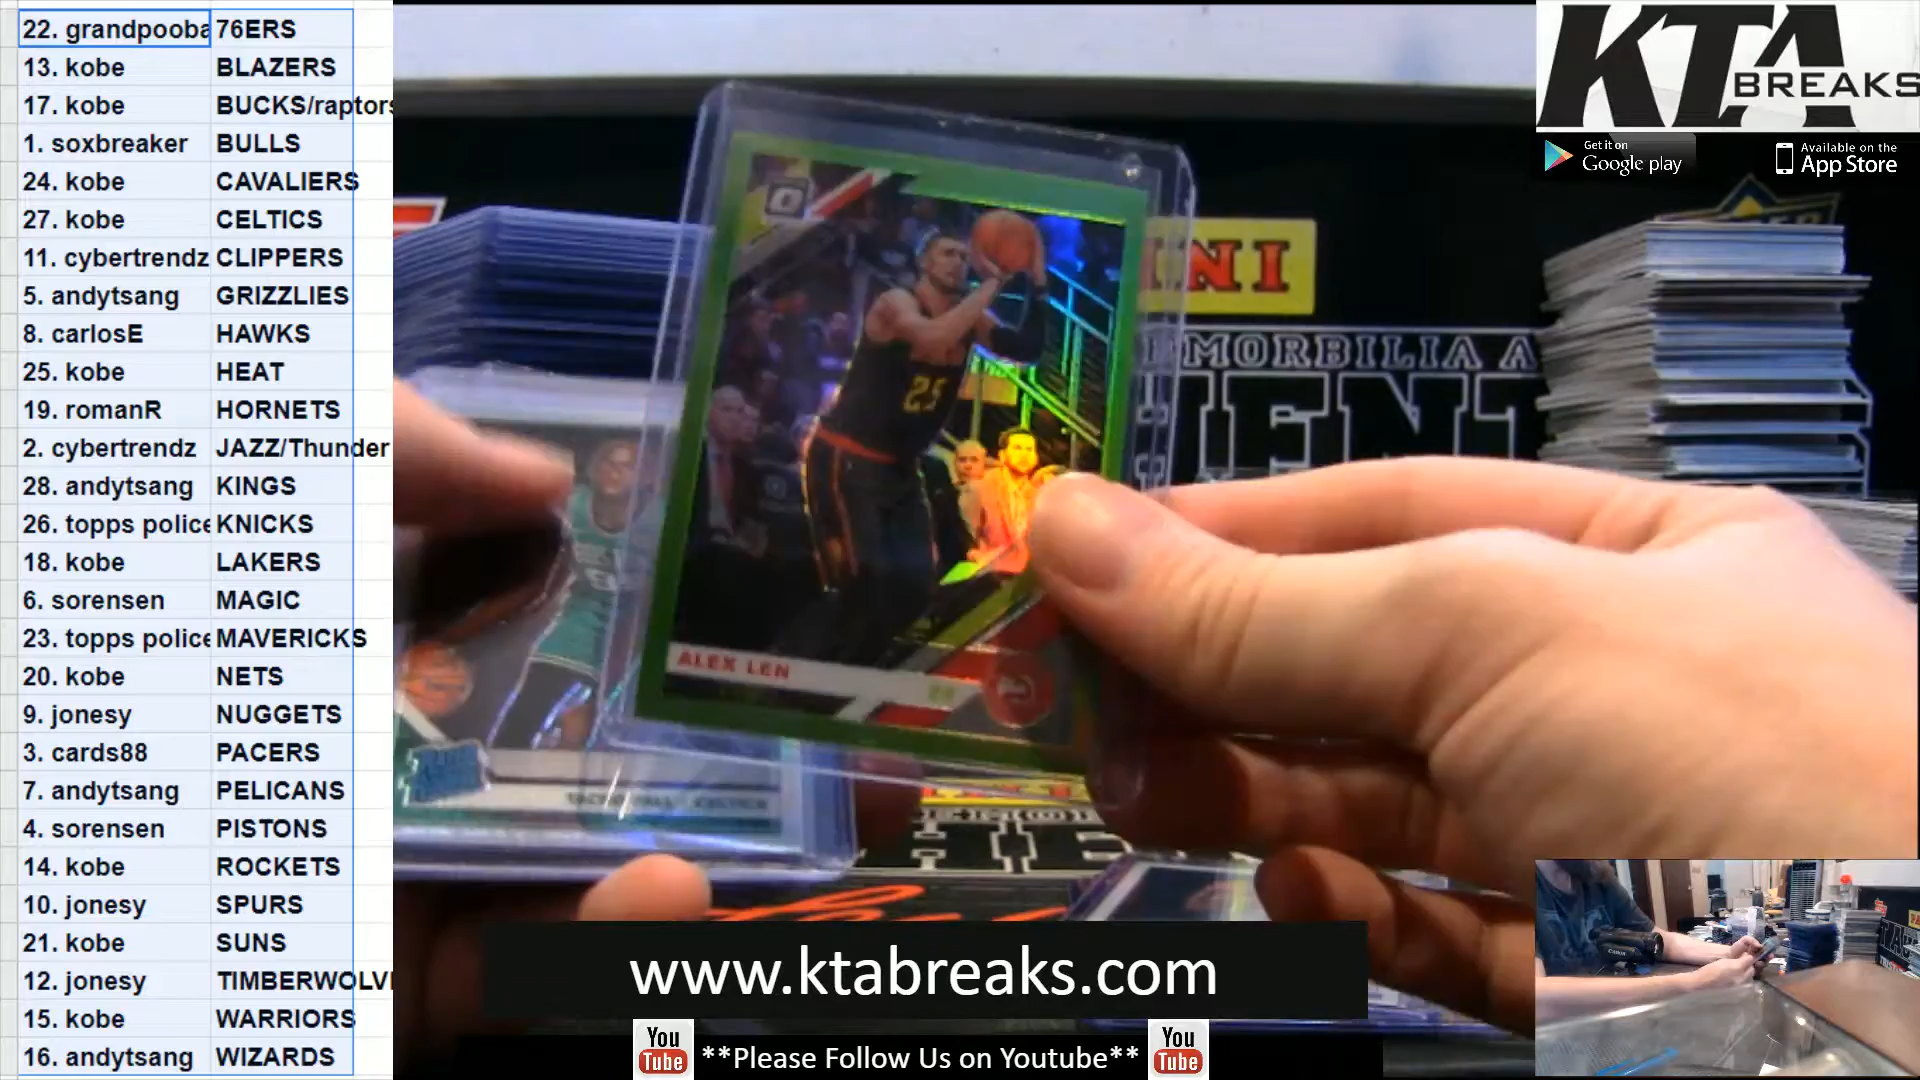 22. grandpooba 76ERS
13. kobe BLAZERS
17. kobe BUCKS/raptors
1. soxbreaker BULLS
24. kobe CAVALIERS
27. kobe CELTICS
11. cybertrendz CLIPPERS
5. andytsang GRIZZLIES
8. carlosE HAWKS
25. kobe HEAT
19. romanR HORNETS
2. cybertrendz JAZZ/Thunder
28. andytsang KINGS
26. topps police KNICKS
18. kobe LAKERS
6. sorensen MAGIC
23. topps police MAVERICKS
20. kobe NETS
9. jonesy NUGGETS
3. cards88 PACERS
7. andytsang PELICANS
4. sorensen PISTONS
14. kobe ROCKETS
10. jonesy SPURS
21. kobe SUNS
12. jonesy TIMBERWOLV
15. kobe WARRIORS
16. andytsang WIZARDS
KTA
BREAKS
Get it on
Google play
Available on the
App Store
NI
MORBILIA A
25
ALEX LEN
www.ktabreaks.com
You
Tube
**Please Follow Us on Youtube**
You
Tube